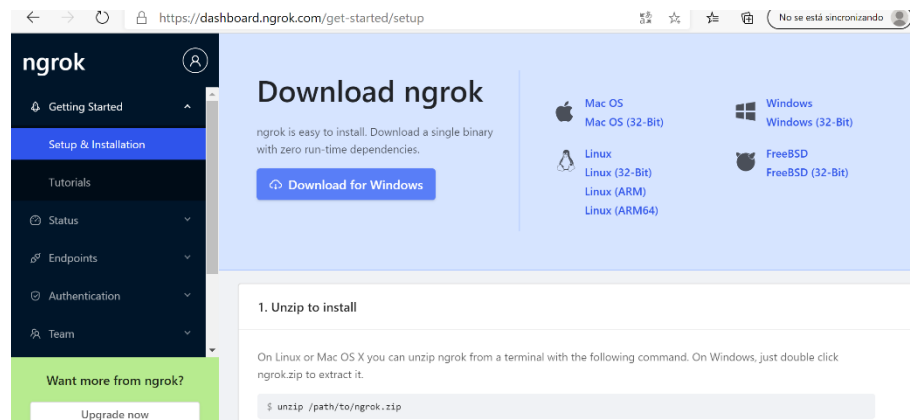 https://dashboard.ngrok.com/get-started/setup
No se está sincronizando
ngrok
Getting Started
Setup & Installation
Tutorials
Status
Endpoints
Authentication
Team
Want more from ngrok?
Upgrade now
Download ngrok
ngrok is easy to install. Download a single binary
with zero run-time dependencies.
Download for Windows
Mac OS
Mac OS (32-Bit)
Linux
Linux (32-Bit)
Linux (ARM)
Linux (ARM64)
Windows
Windows (32-Bit)
FreeBSD
FreeBSD (32-Bit)
1. Unzip to install
On Linux or Mac OS X you can unzip ngrok from a terminal with the following command. On Windows, just double click
ngrok.zip to extract it.
$ unzip /path/to/ngrok.zip